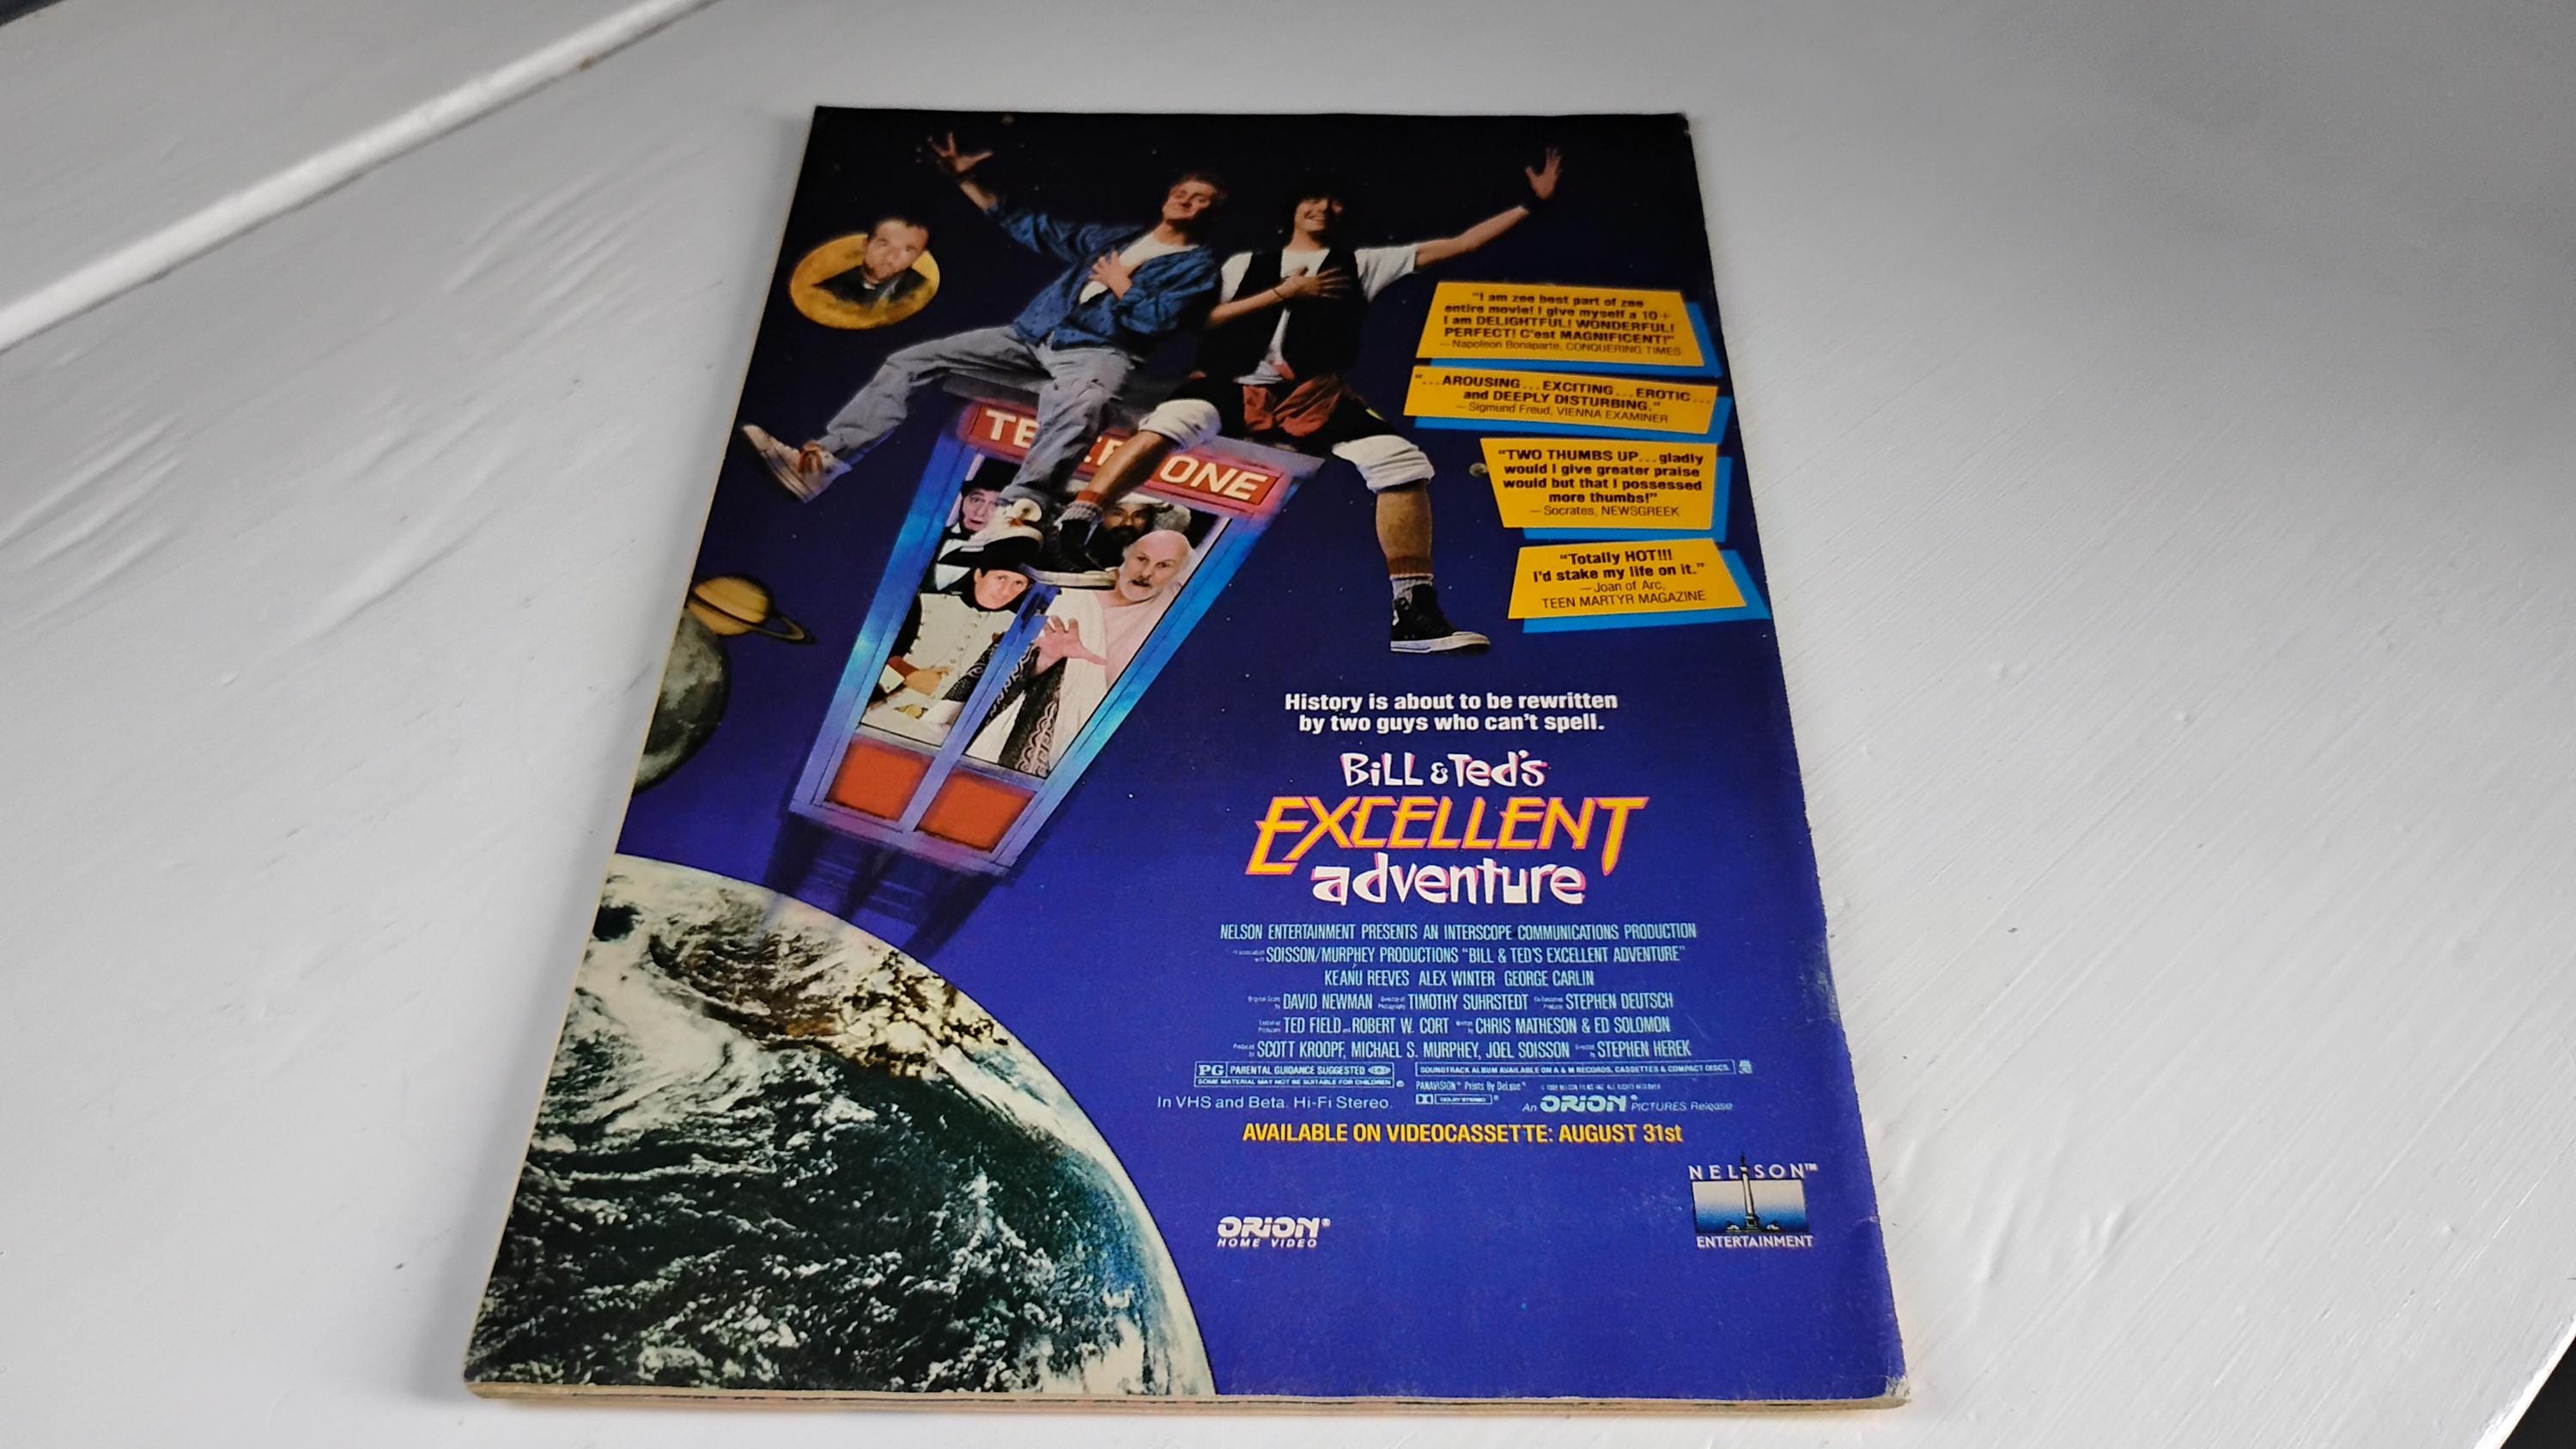 TE
ONE
"I am zee best part of zee
entire movie! I give myself a 10+
I am DELIGHTFUL! WONDERFUL!
PERFECT! C'est MAGNIFICENT!"
— Napoleon Bonaparte, CONQUERING TIMES
"...AROUSING...EXCITING...EROTIC...
and DEEPLY DISTURBING."
— Sigmund Freud, VIENNA EXAMINER
"TWO THUMBS UP...gladly
would I give greater praise
would but that I possessed
more thumbs!"
— Socrates, NEWSGREEK
"Totally HOT!!!
I'd stake my life on it."
— Joan of Arc,
TEEN MARTYR MAGAZINE
History is about to be rewritten
by two guys who can't spell.
BiLL & Ted's
EXCELLENT
adventure
NELSON ENTERTAINMENT PRESENTS AN INTERSCOPE COMMUNICATIONS PRODUCTION
SOISSON/MURPHEY PRODUCTIONS "BILL & TED'S EXCELLENT ADVENTURE"
KEANU REEVES ALEX WINTER GEORGE CARLIN
DAVID NEWMAN TIMOTHY SUHRSTEDT STEPHEN DEUTSCH
TED FIELD and ROBERT W. CORT CHRIS MATHESON & ED SOLOMON
SCOTT KROOPF, MICHAEL S. MURPHEY, JOEL SOISSON STEPHEN HEREK
PG PARENTAL GUIDANCE SUGGESTED
SOME MATERIAL MAY NOT BE SUITABLE FOR CHILDREN
SOUNDTRACK ALBUM AVAILABLE ON A & M RECORDS, CASSETTES & COMPACT DISCS.
PANAVISION® Prints By DeLuxe®
In VHS and Beta. Hi-Fi Stereo.
DOLBY STEREO ®
An ORION® PICTURES Release
AVAILABLE ON VIDEOCASSETTE: AUGUST 31st
ORION®
HOME VIDEO
NELSON™
ENTERTAINMENT